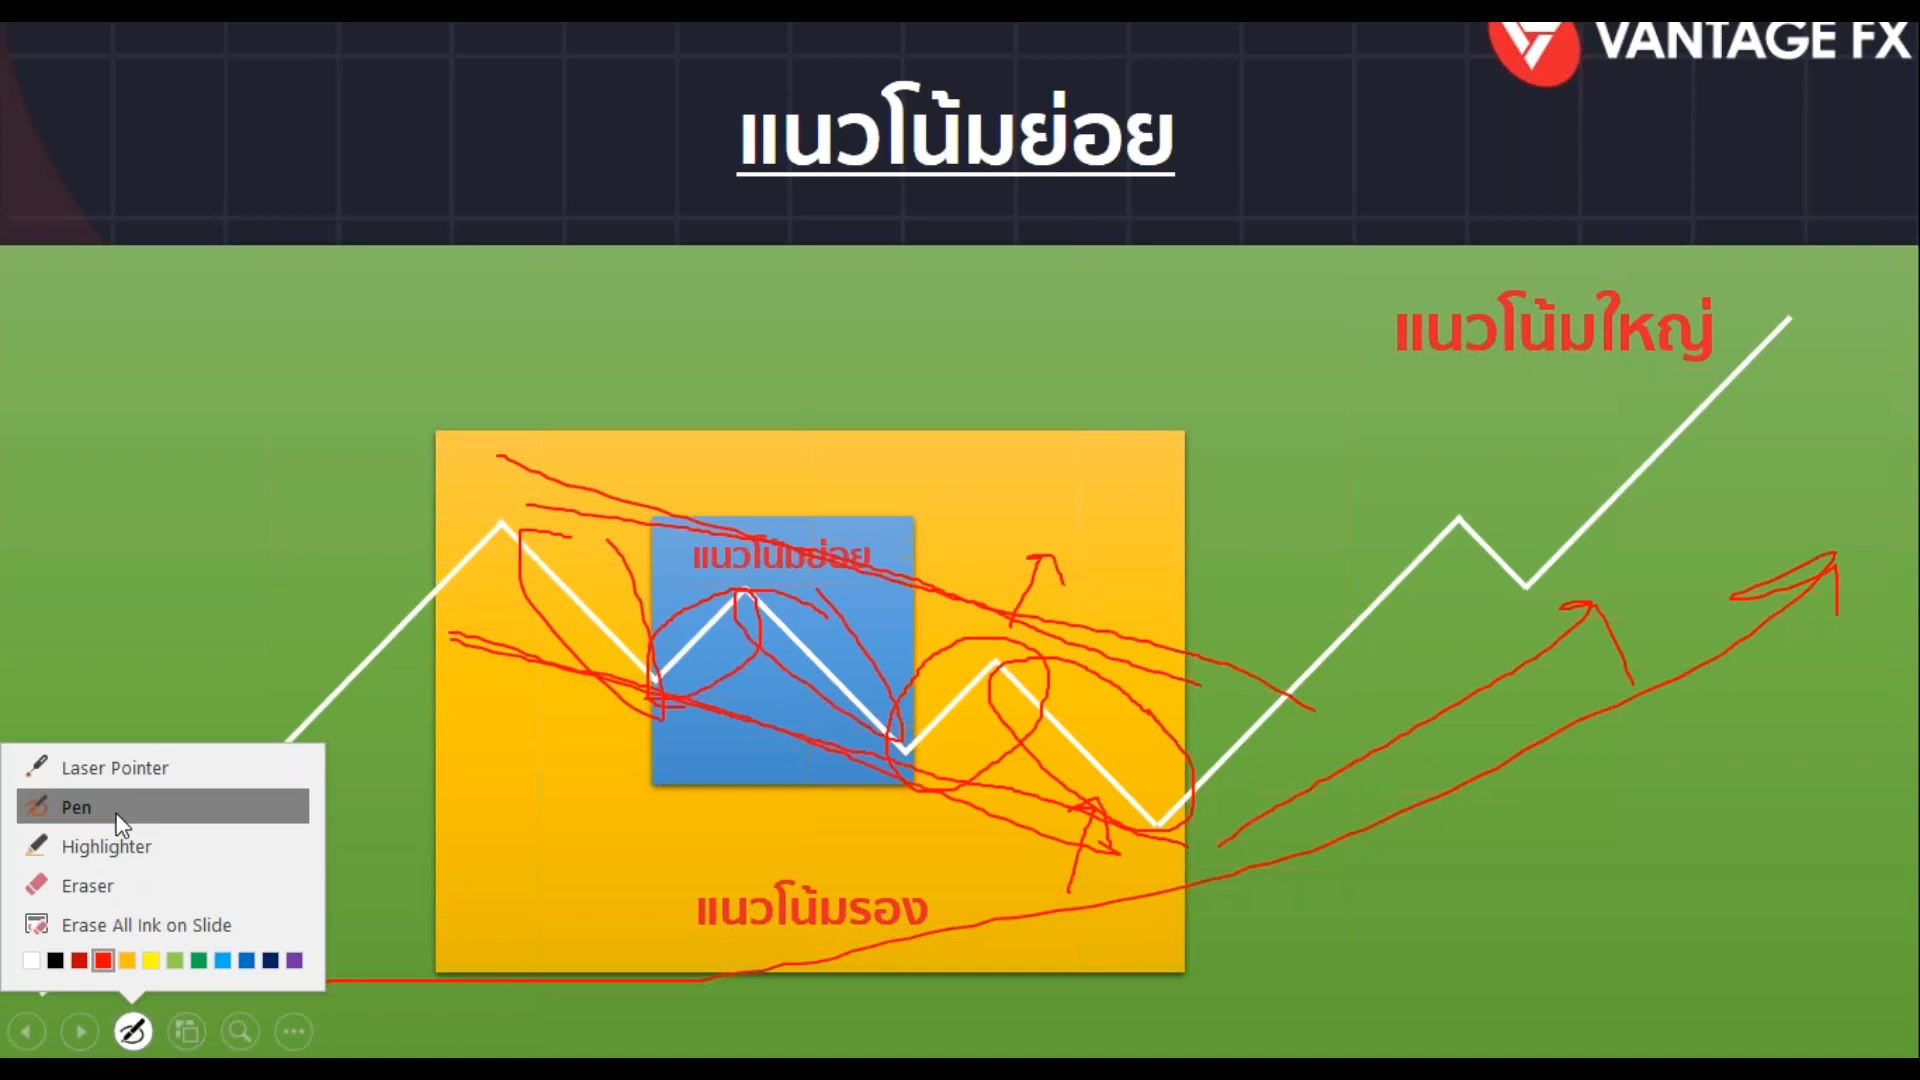 VANTAGE FX
แนวโน้มย่อย
แนวโน้มใหญ่
แนวโน้มย่อย
แนวโน้มรอง
Laser Pointer
Pen
Highlighter
Eraser
Erase All Ink on Slide